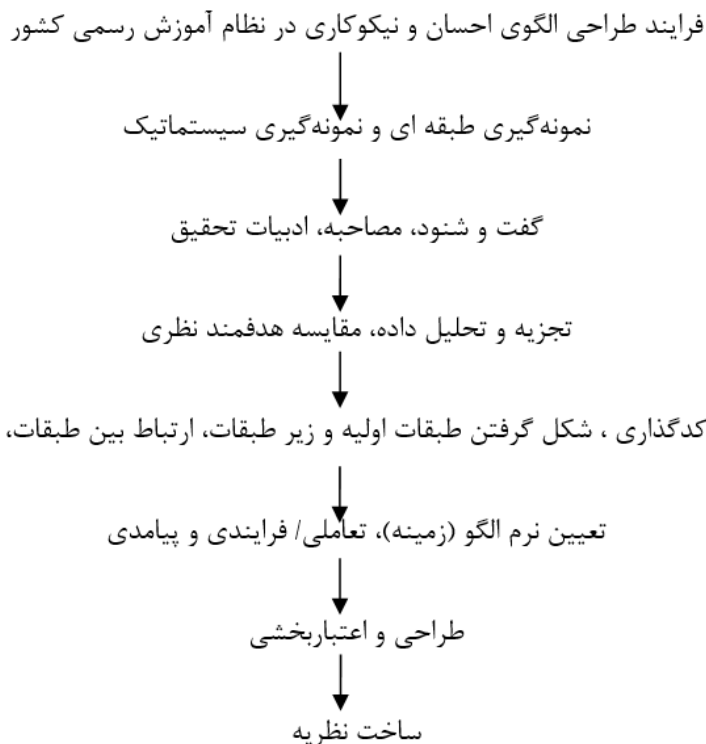 فرایند طراحی الگوی احسان و نیکوکاری در نظام آموزش رسمی کشور
نمونه‌گیری طبقه ای و نمونه‌گیری سیستماتیک
گفت و شنود، مصاحبه، ادبیات تحقیق
تجزیه و تحلیل داده، مقایسه هدفمند نظری
کدگذاری ، شکل گرفتن طبقات اولیه و زیر طبقات، ارتباط بین طبقات،
تعیین نرم الگو (زمینه)، تعاملی/ فرایندی و پیامدی
طراحی و اعتباربخشی
ساخت نظریه